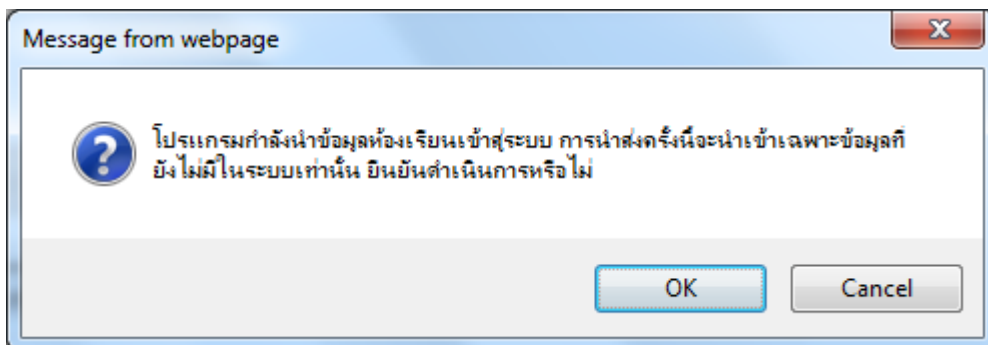 Message from webpage
โปรแกรมกำลังนำข้อมูลห้องเรียนเข้าสู่ระบบ การนำส่งครั้งนี้จะนำเข้าเฉพาะข้อมูลที่
ยังไม่มีในระบบเท่านั้น ยืนยันดำเนินการหรือไม่
OK
Cancel